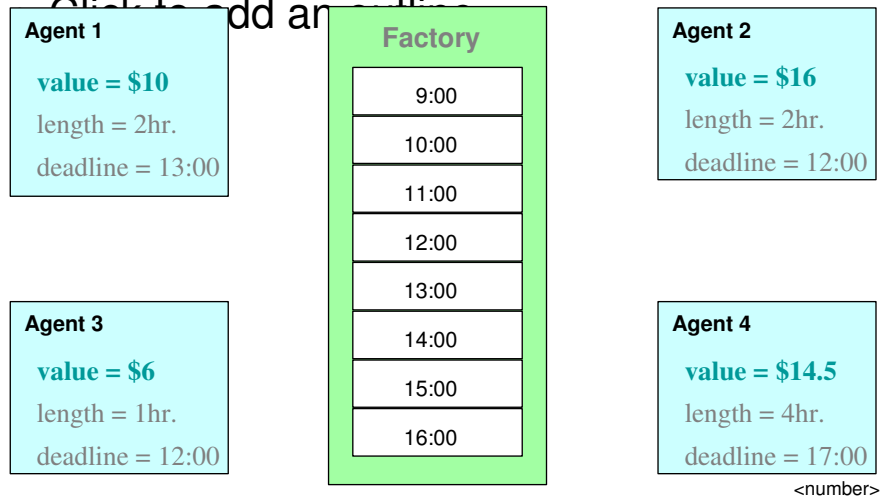 Click to add an outline
Agent 1
value = $10
length = 2hr.
deadline = 13:00
Factory
9:00
10:00
11:00
12:00
13:00
14:00
15:00
16:00
Agent 2
value = $16
length = 2hr.
deadline = 12:00
Agent 3
value = $6
length = 1hr.
deadline = 12:00
Agent 4
value = $14.5
length = 4hr.
deadline = 17:00
<number>